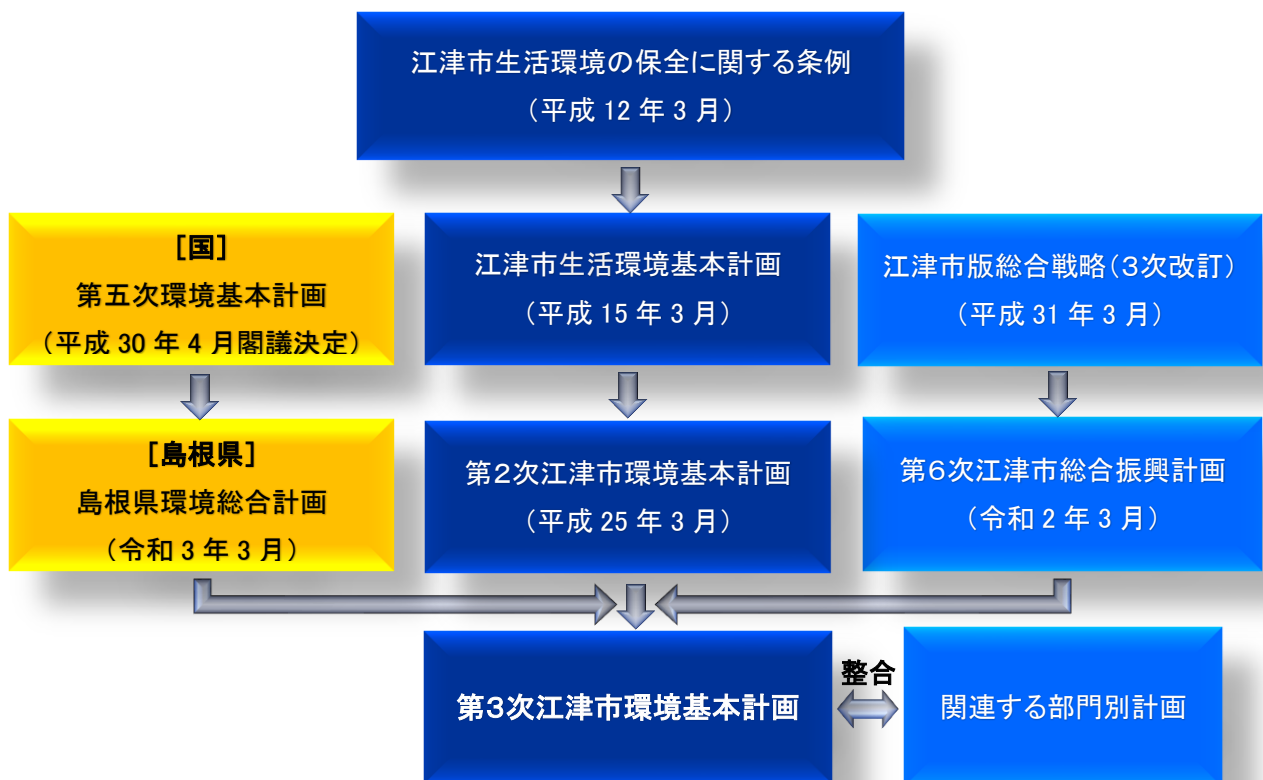 江津市生活環境の保全に関する条例
（平成 12 年 3 月）
［国］
第五次環境基本計画
（平成 30 年 4 月閣議決定）
江津市生活環境基本計画
（平成 15 年 3 月）
江津市版総合戦略（３次改訂）
（平成 31 年 3 月）
［島根県］
島根県環境総合計画
（令和 3 年 3 月）
第２次江津市環境基本計画
（平成 25 年 3 月）
第６次江津市総合振興計画
（令和 2 年 3 月）
第３次江津市環境基本計画
整合
関連する部門別計画